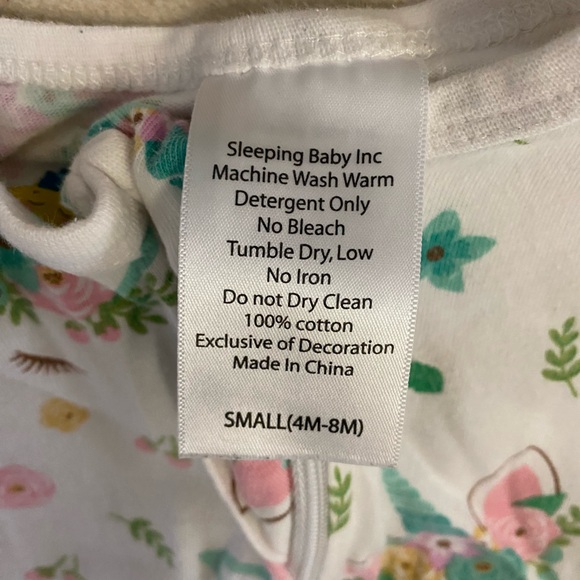 Sleeping Baby Inc
Machine Wash Warm
Detergent Only
No Bleach
Tumble Dry, Low
No Iron
Do not Dry Clean
100% cotton
Exclusive of Decoration
Made In China
SMALL(4M-8M)